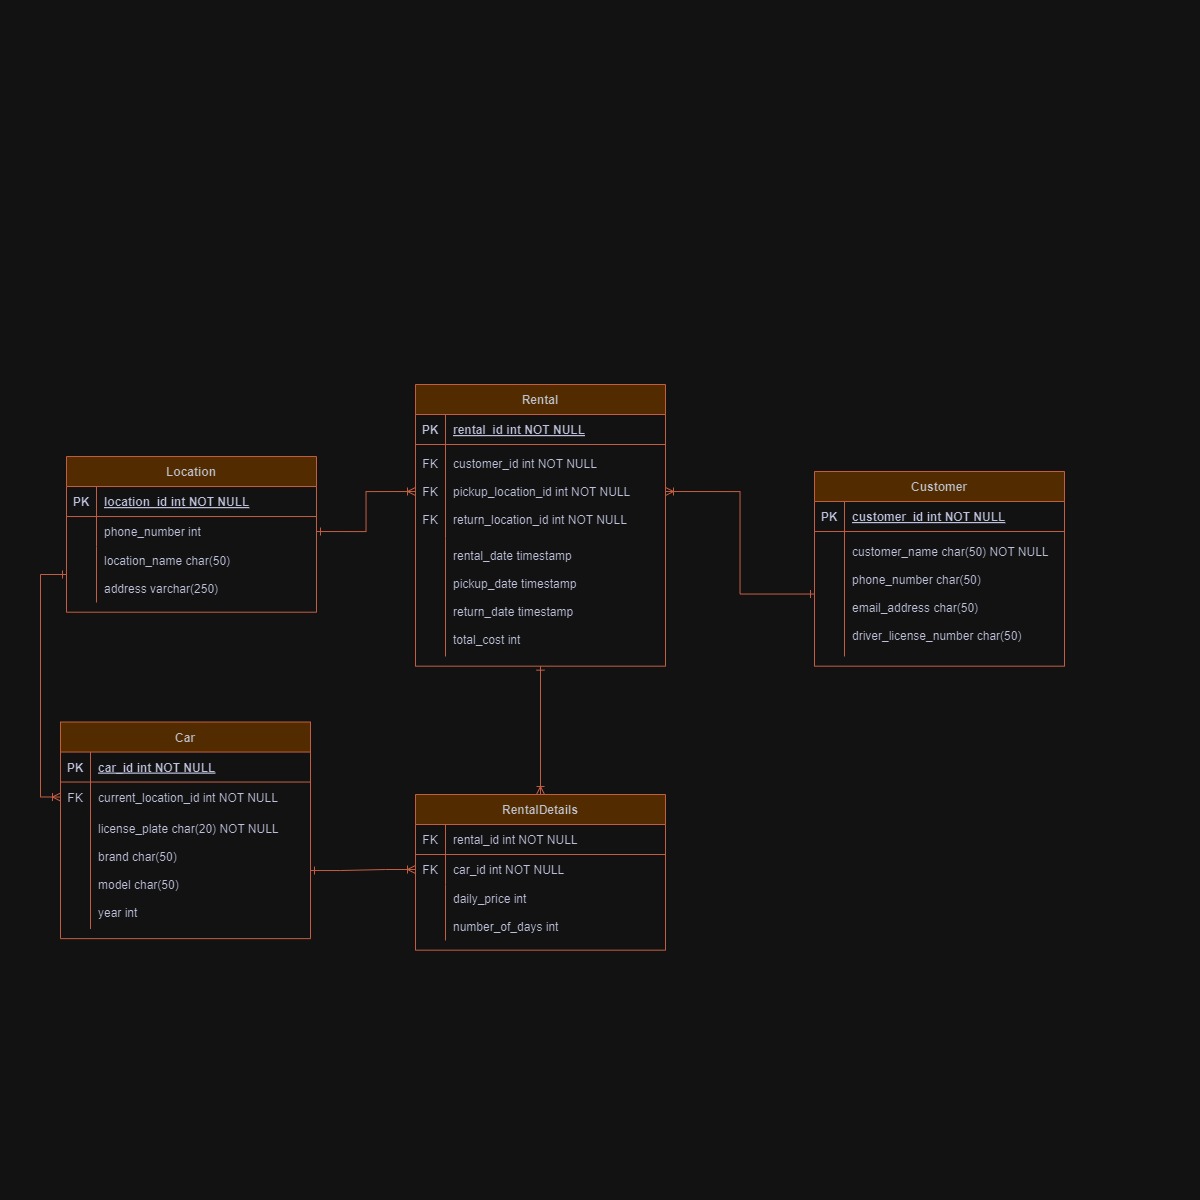 Rental
PK rental_id int NOT NULL
FK customer_id int NOT NULL
FK pickup_location_id int NOT NULL
FK return_location_id int NOT NULL
rental_date timestamp
pickup_date timestamp
return_date timestamp
total_cost int
Location
PK location_id int NOT NULL
phone_number int
location_name char(50)
address varchar(250)
Customer
PK customer_id int NOT NULL
customer_name char(50) NOT NULL
phone_number char(50)
email_address char(50)
driver_license_number char(50)
Car
PK car_id int NOT NULL
FK current_location_id int NOT NULL
license_plate char(20) NOT NULL
brand char(50)
model char(50)
year int
RentalDetails
FK rental_id int NOT NULL
FK car_id int NOT NULL
daily_price int
number_of_days int